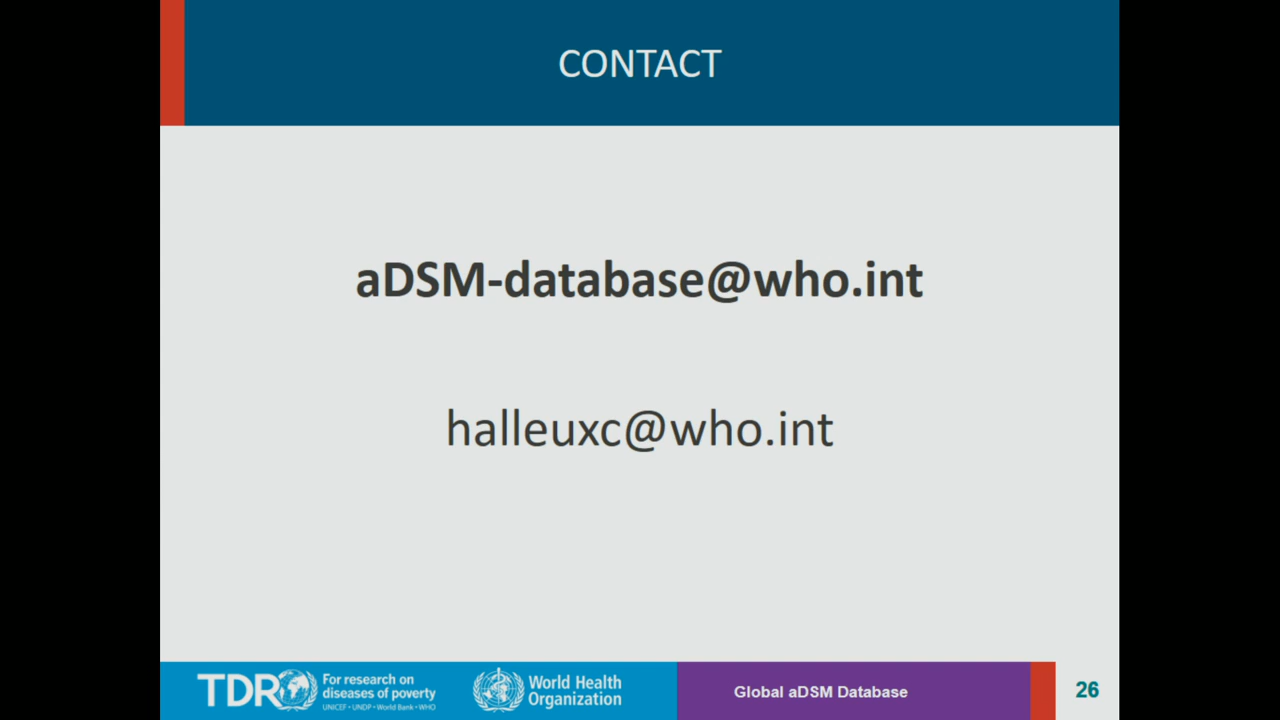 CONTACT
aDSM-database@who.int
halleuxc@who.int
TDR For research on
diseases of poverty
UNICEF • UNDP • World Bank • WHO
World Health
Organization
Global aDSM Database
26